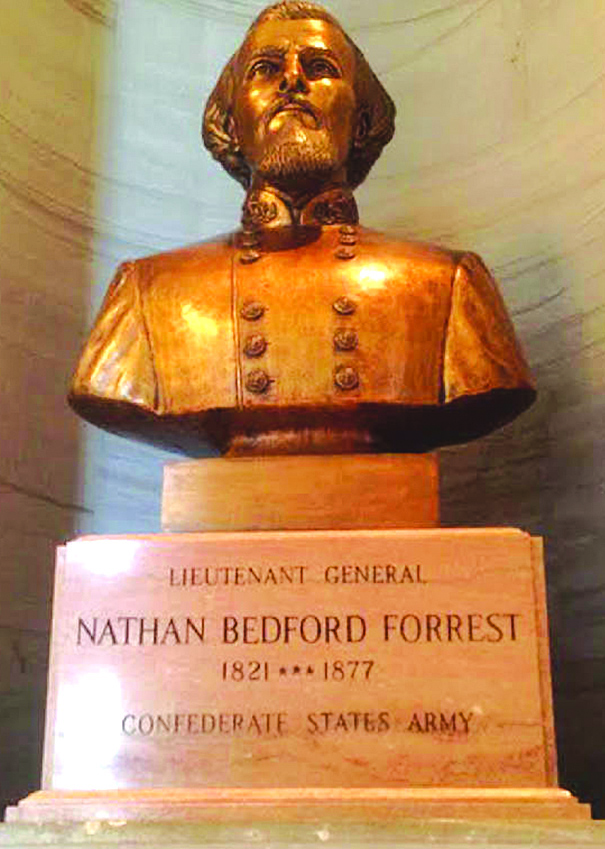 LIEUTENANT GENERAL
NATHAN BEDFORD FORREST
1821 *** 1877
CONFEDERATE STATES ARMY